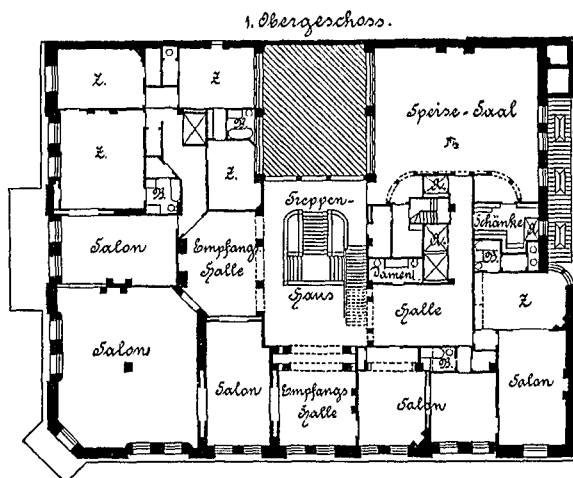 1. Obergeschoss.
Z.
Z.
B.
Speise-Saal
Z.
Z.
A.
B.
Treppen-
Schänke
A.
Salon
Empfangs
Halle
A.
B.
Damen
Haus
Halle
Z
Salon
B.
Salon
Empfangs
Halle
Salon
Salon